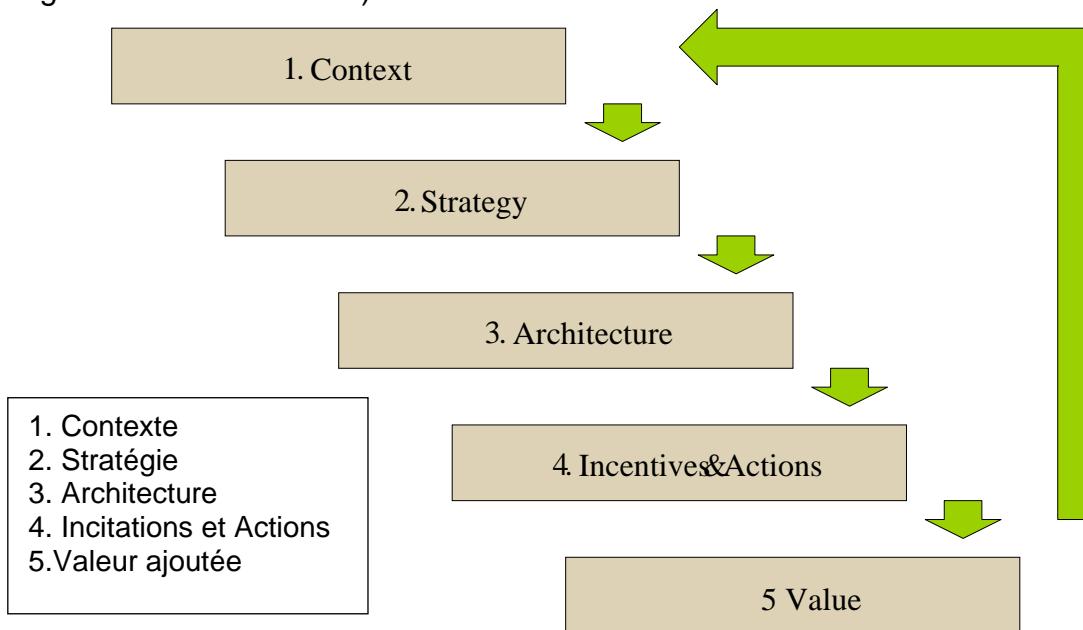 1. Context
2. Strategy
3. Architecture
4. Incentives&Actions
5 Value
1. Contexte
2. Stratégie
3. Architecture
4. Incitations et Actions
5.Valeur ajoutée